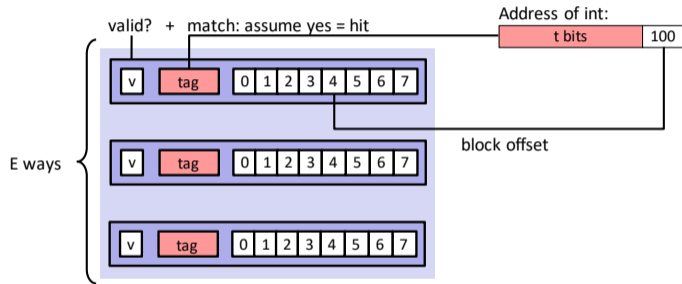 Address of int:
valid? + match: assume yes = hit
t bits 100
v tag 0 1 2 3 4 5 6 7
block offset
v tag 0 1 2 3 4 5 6 7
E ways
v tag 0 1 2 3 4 5 6 7